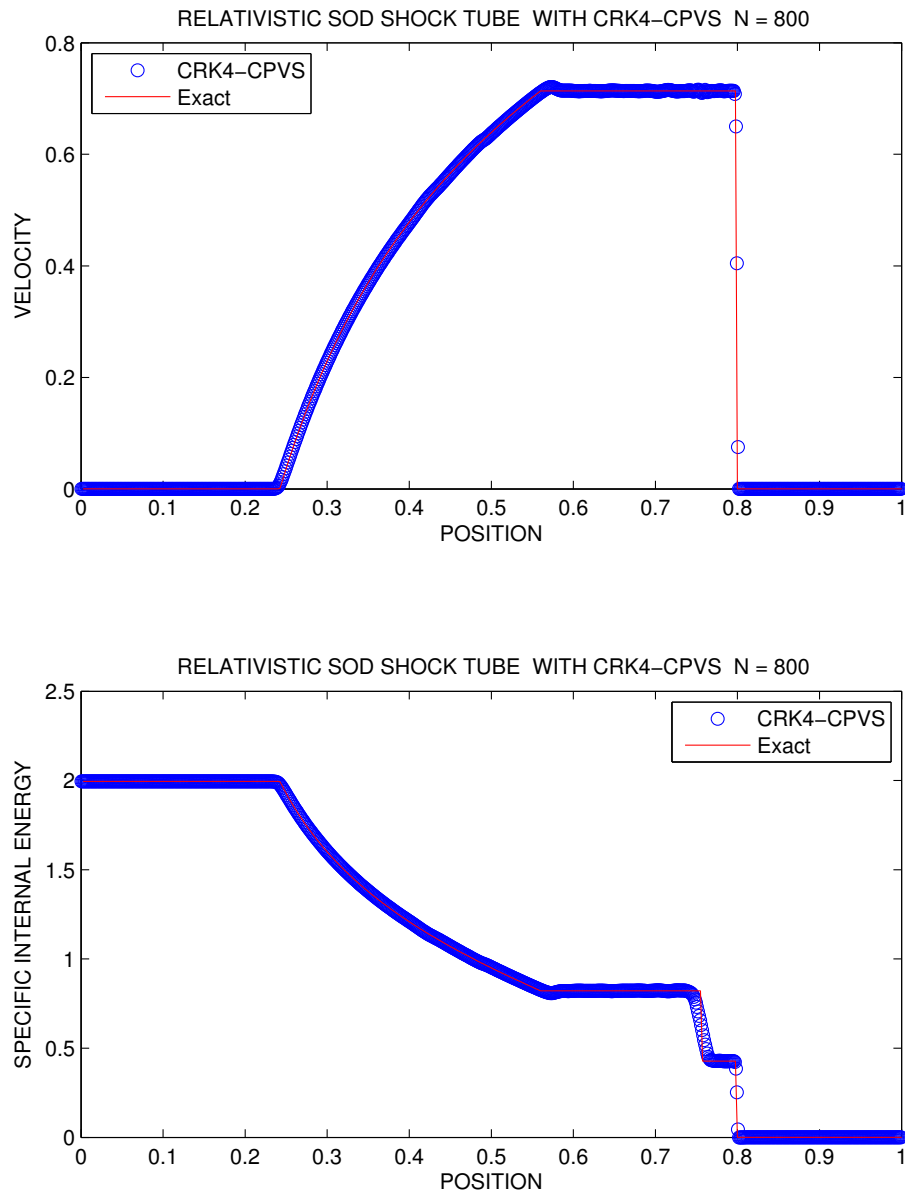 RELATIVISTIC SOD SHOCK TUBE WITH CRK4−CPVS N = 800
0.8
CRK4−CPVS
Exact
0.6
VELOCITY
0.4
0.2
0
0 0.1 0.2 0.3 0.4 0.5 0.6 0.7 0.8 0.9 1
POSITION
RELATIVISTIC SOD SHOCK TUBE WITH CRK4−CPVS N = 800
2.5
CRK4−CPVS
Exact
2
SPECIFIC INTERNAL ENERGY
1.5
1
0.5
0
0 0.1 0.2 0.3 0.4 0.5 0.6 0.7 0.8 0.9 1
POSITION